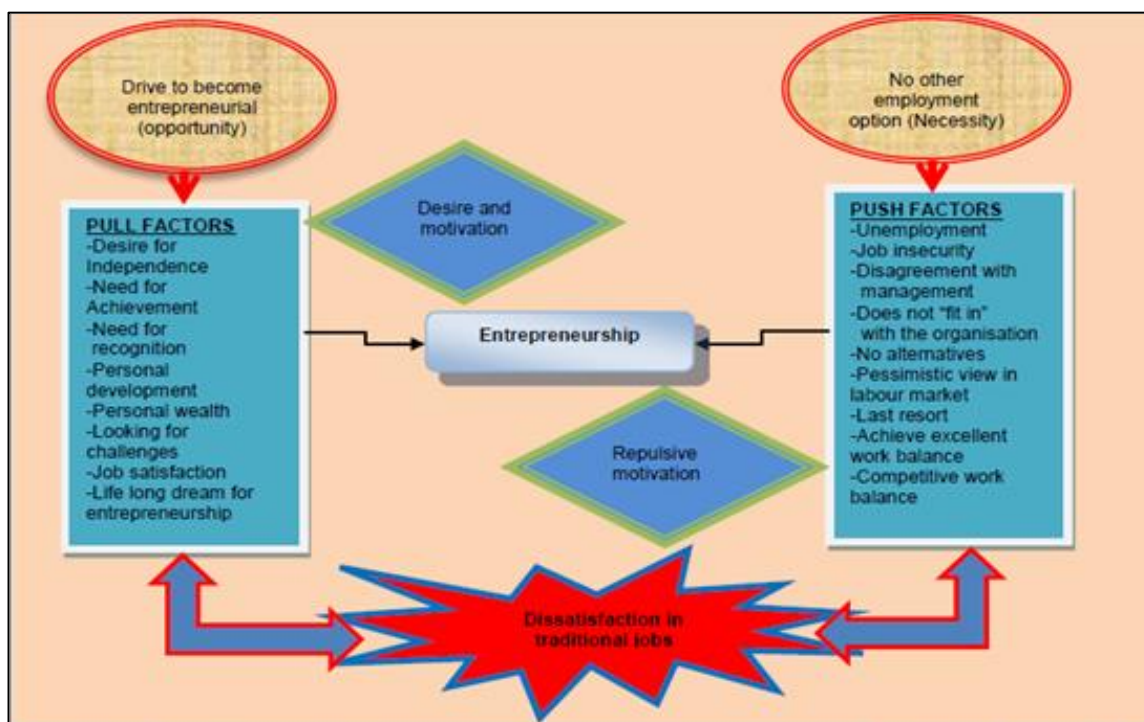 Drive to become
entrepreneurial
(opportunity)
No other
employment
option (Necessity)
PULL FACTORS
-Desire for
Independence
-Need for
Achievement
-Need for
recognition
-Personal
development
-Personal wealth
-Looking for
challenges
-Job satisfaction
-Life long dream for
entrepreneurship
Desire and
motivation
Entrepreneurship
Repulsive
motivation
PUSH FACTORS
-Unemployment
-Job insecurity
-Disagreement with
management
-Does not “fit in”
with the organisation
-No alternatives
-Pessimistic view in
labour market
-Last resort
-Achieve excellent
work balance
-Competitive work
balance
Dissatisfaction in
traditional jobs